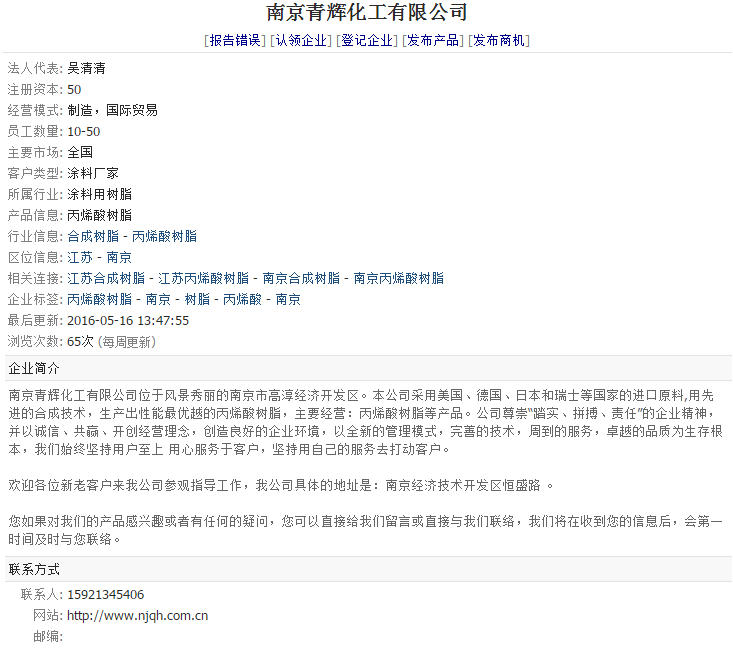 南京青辉化工有限公司
[报告错误] [认领企业] [登记企业] [发布产品] [发布商机]
法人代表: 吴清清
注册资本: 50
经营模式: 制造，国际贸易
员工数量: 10-50
主要市场: 全国
客户类型: 涂料厂家
所属行业: 涂料用树脂
产品信息: 丙烯酸树脂
行业信息: 合成树脂 - 丙烯酸树脂
区位信息: 江苏 - 南京
相关连接: 江苏合成树脂 - 江苏丙烯酸树脂 - 南京合成树脂 - 南京丙烯酸树脂
企业标签: 丙烯酸树脂 - 南京 - 树脂 - 丙烯酸 - 南京
最后更新: 2016-05-16 13:47:55
浏览次数: 65次 (每周更新)
企业简介
南京青辉化工有限公司位于风景秀丽的南京市高淳经济开发区。本公司采用美国、德国、日本和瑞士等国家的进口原料,用先
进的合成技术，生产出性能最优越的丙烯酸树脂，主要经营：丙烯酸树脂等产品。公司尊崇“踏实、拼搏、责任”的企业精神，
并以诚信、共赢、开创经营理念，创造良好的企业环境，以全新的管理模式，完善的技术，周到的服务，卓越的品质为生存根
本，我们始终坚持用户至上 用心服务于客户，坚持用自己的服务去打动客户。
欢迎各位新老客户来我公司参观指导工作，我公司具体的地址是：南京经济技术开发区恒盛路 。
您如果对我们的产品感兴趣或者有任何的疑问，您可以直接给我们留言或直接与我们联络，我们将在收到您的信息后，会第一
时间及时与您联络。
联系方式
联系人: 15921345406
网站: http://www.njqh.com.cn
邮编: